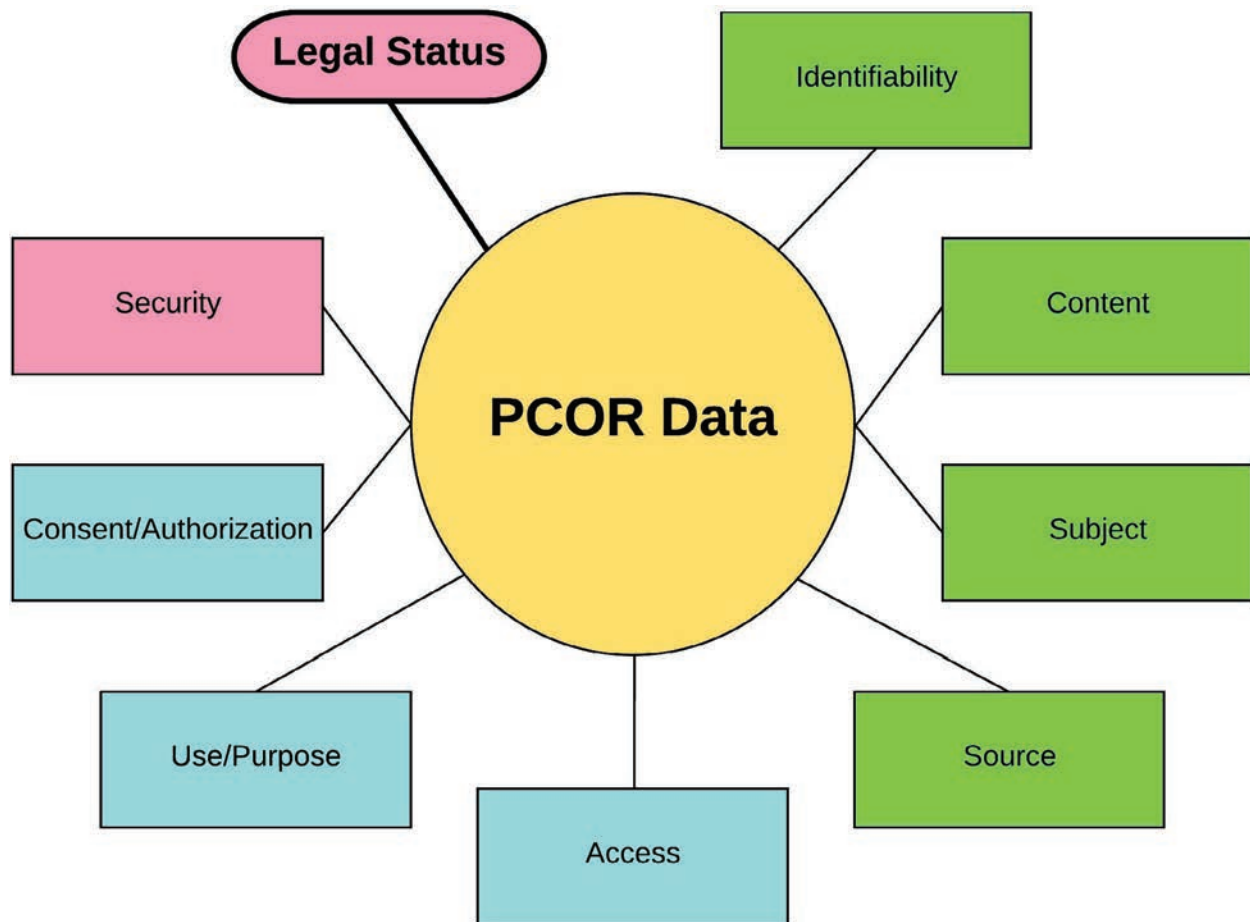 Legal Status
Identifiability
Security
Content
PCOR Data
Consent/Authorization
Subject
Use/Purpose
Source
Access